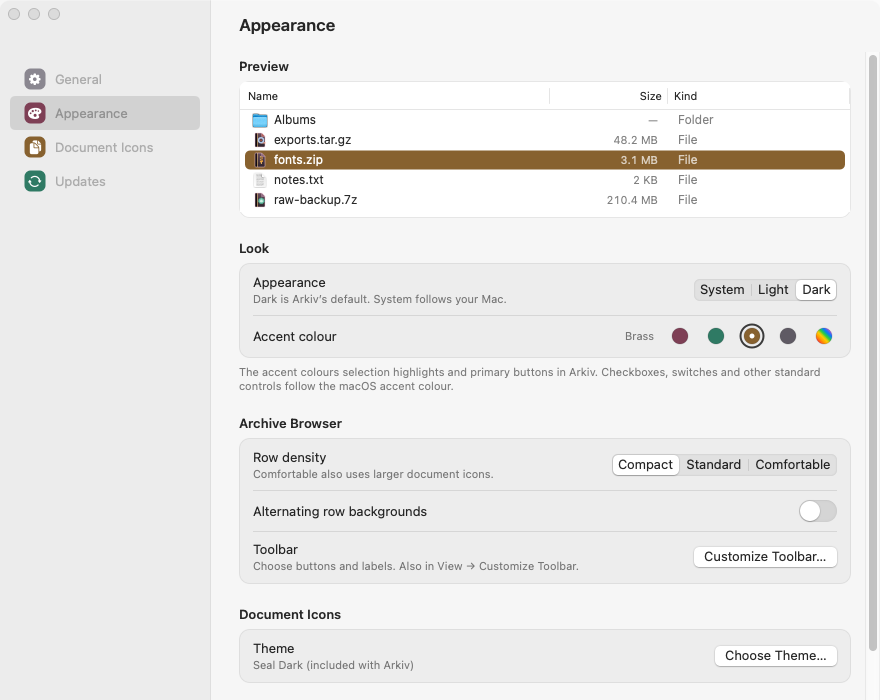 Appearance
General
Appearance
Document Icons
Updates
Preview
Name Size Kind
Albums — Folder
exports.tar.gz 48.2 MB File
fonts.zip 3.1 MB File
notes.txt 2 KB File
raw-backup.7z 210.4 MB File
Look
Appearance
Dark is Arkiv’s default. System follows your Mac.
System Light Dark
Accent colour Brass
The accent colours selection highlights and primary buttons in Arkiv. Checkboxes, switches and other standard
controls follow the macOS accent colour.
Archive Browser
Row density
Comfortable also uses larger document icons.
Compact Standard Comfortable
Alternating row backgrounds
Toolbar
Choose buttons and labels. Also in View → Customize Toolbar.
Customize Toolbar...
Document Icons
Theme
Seal Dark (included with Arkiv)
Choose Theme...